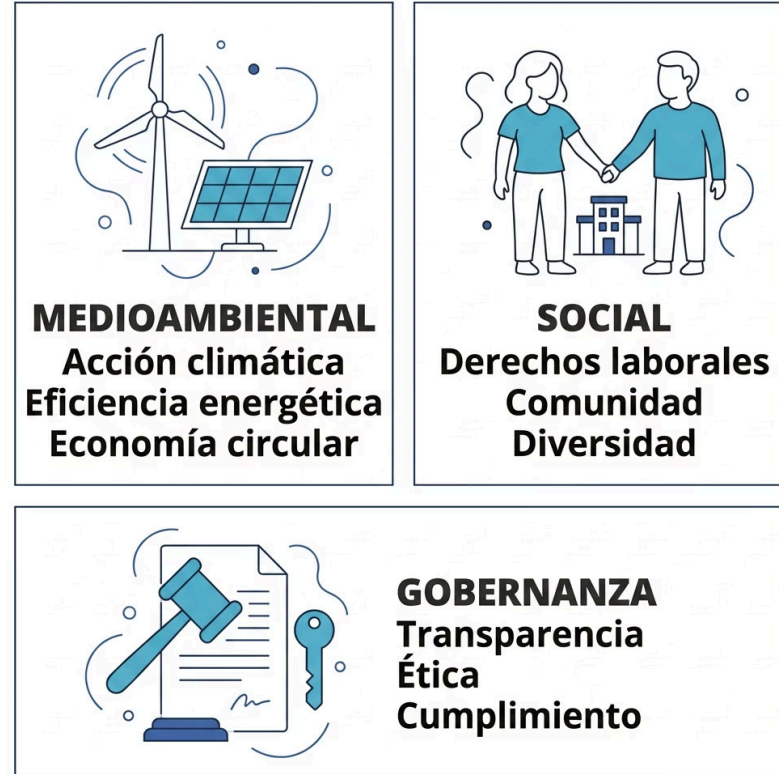 MEDIOAMBIENTAL
Acción climática
Eficiencia energética
Economía circular
SOCIAL
Derechos laborales
Comunidad
Diversidad
GOBERNANZA
Transparencia
Ética
Cumplimiento